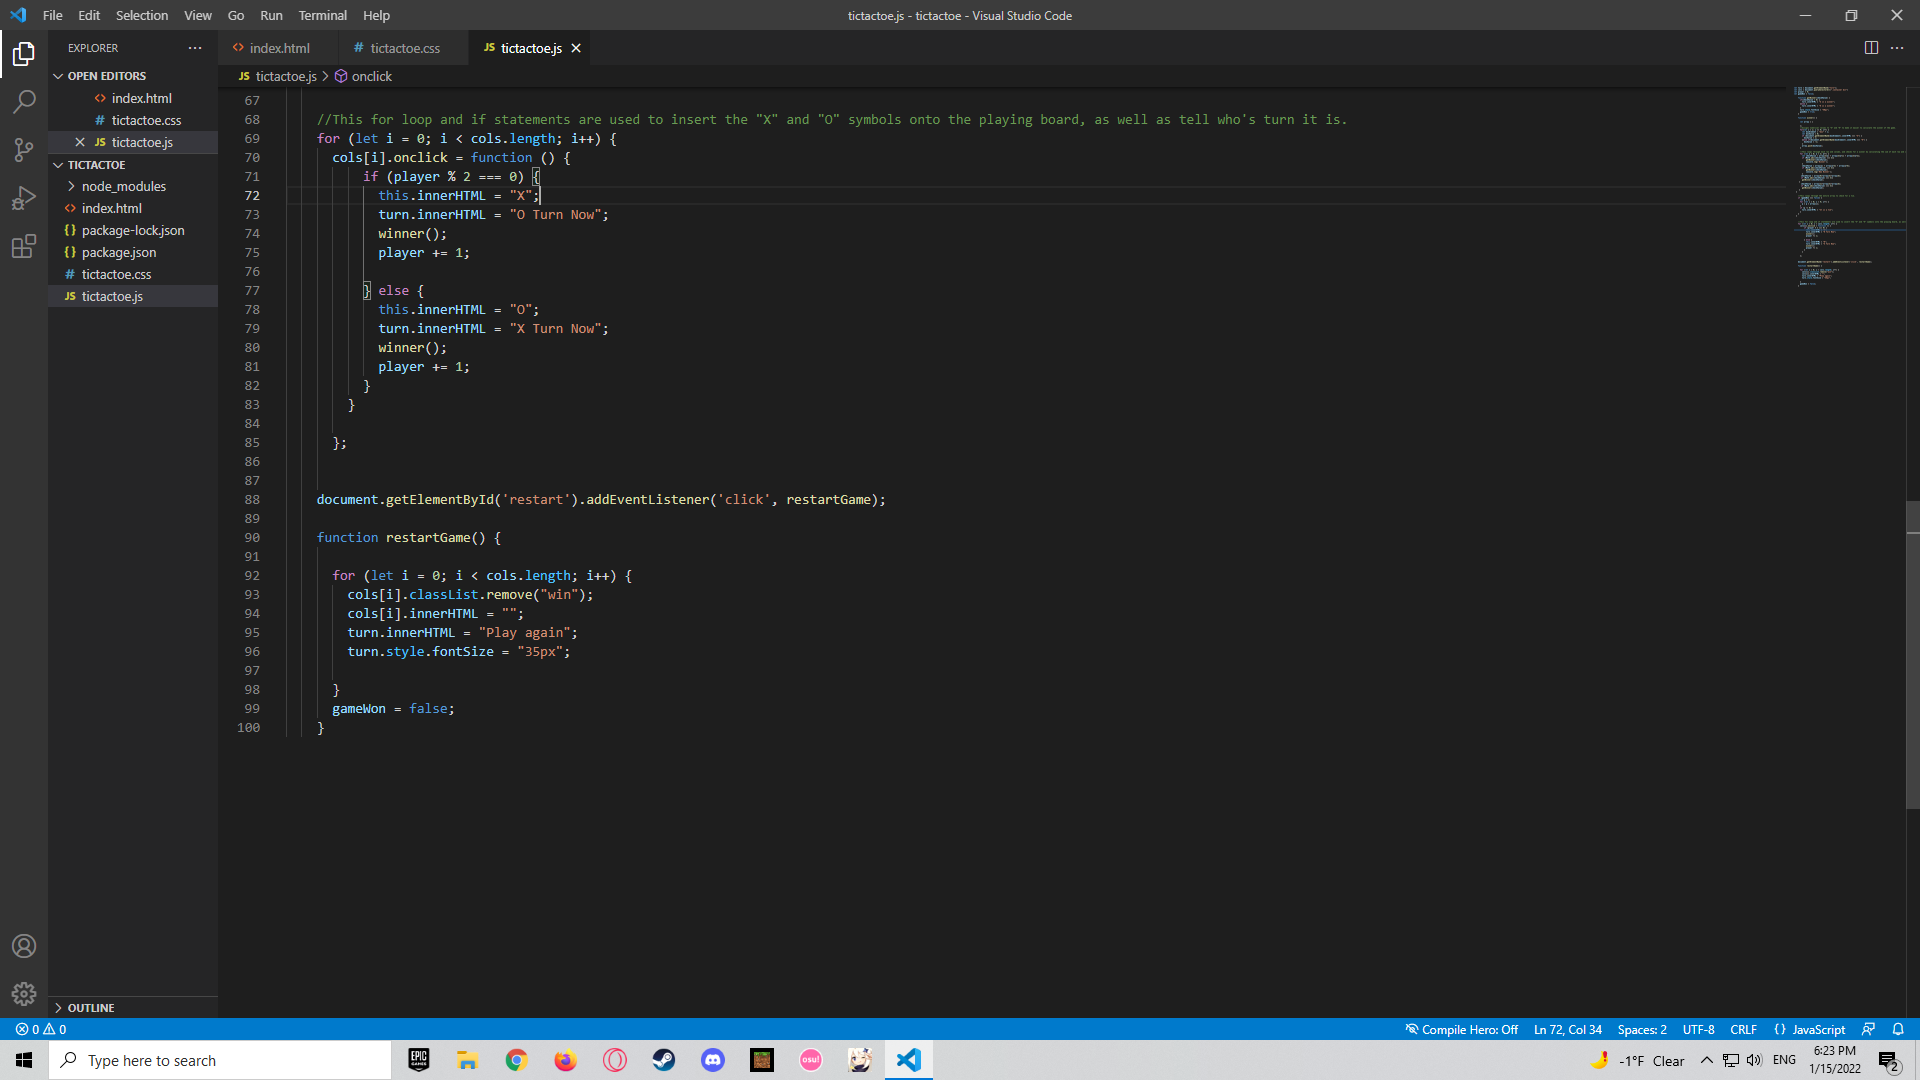 File Edit Selection View Go Run Terminal Help
tictactoe.js - tictactoe - Visual Studio Code
EXPLORER
OPEN EDITORS
index.html
tictactoe.css
JS tictactoe.js
TICTACTOE
node_modules
index.html
{} package-lock.json
{} package.json
# tictactoe.css
JS tictactoe.js
OUTLINE
index.html # tictactoe.css JS tictactoe.js
JS tictactoe.js > onclick
67
68 //This for loop and if statements are used to insert the "X" and "O" symbols onto the playing board, as well as tell who's turn it is.
69 for (let i = 0; i < cols.length; i++) {
70 cols[i].onclick = function () {
71 if (player % 2 === 0) {
72 this.innerHTML = "X";
73 turn.innerHTML = "O Turn Now";
74 winner();
75 player += 1;
76
77 } else {
78 this.innerHTML = "O";
79 turn.innerHTML = "X Turn Now";
80 winner();
81 player += 1;
82 }
83 }
84
85 };
86
87
88 document.getElementById('restart').addEventListener('click', restartGame);
89
90 function restartGame() {
91
92 for (let i = 0; i < cols.length; i++) {
93 cols[i].classList.remove("win");
94 cols[i].innerHTML = "";
95 turn.innerHTML = "Play again";
96 turn.style.fontSize = "35px";
97
98 }
99 gameWon = false;
100 }
0 0 Compile Hero: Off Ln 72, Col 34 Spaces: 2 UTF-8 CRLF {} JavaScript
Type here to search
EPIC GAMES
osu!
-1°F Clear ENG
6:23 PM
1/15/2022
2